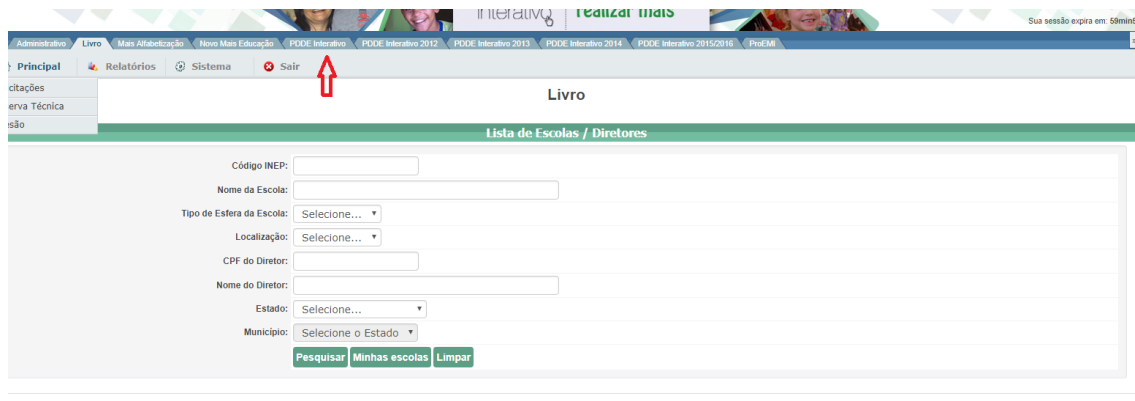 Interativo realizar mais
Sua sessão expira em: 59min
Administrativo Livro Mais Alfabetização Novo Mais Educação PDDE Interativo PDDE Interativo 2012 PDDE Interativo 2013 PDDE Interativo 2014 PDDE Interativo 2015/2016 ProEMI
Principal Relatórios Sistema Sair
citações
erva Técnica
são
Livro
Lista de Escolas / Diretores
Código INEP:
Nome da Escola:
Tipo de Esfera da Escola: Selecione...
Localização: Selecione...
CPF do Diretor:
Nome do Diretor:
Estado: Selecione...
Município: Selecione o Estado
Pesquisar Minhas escolas Limpar